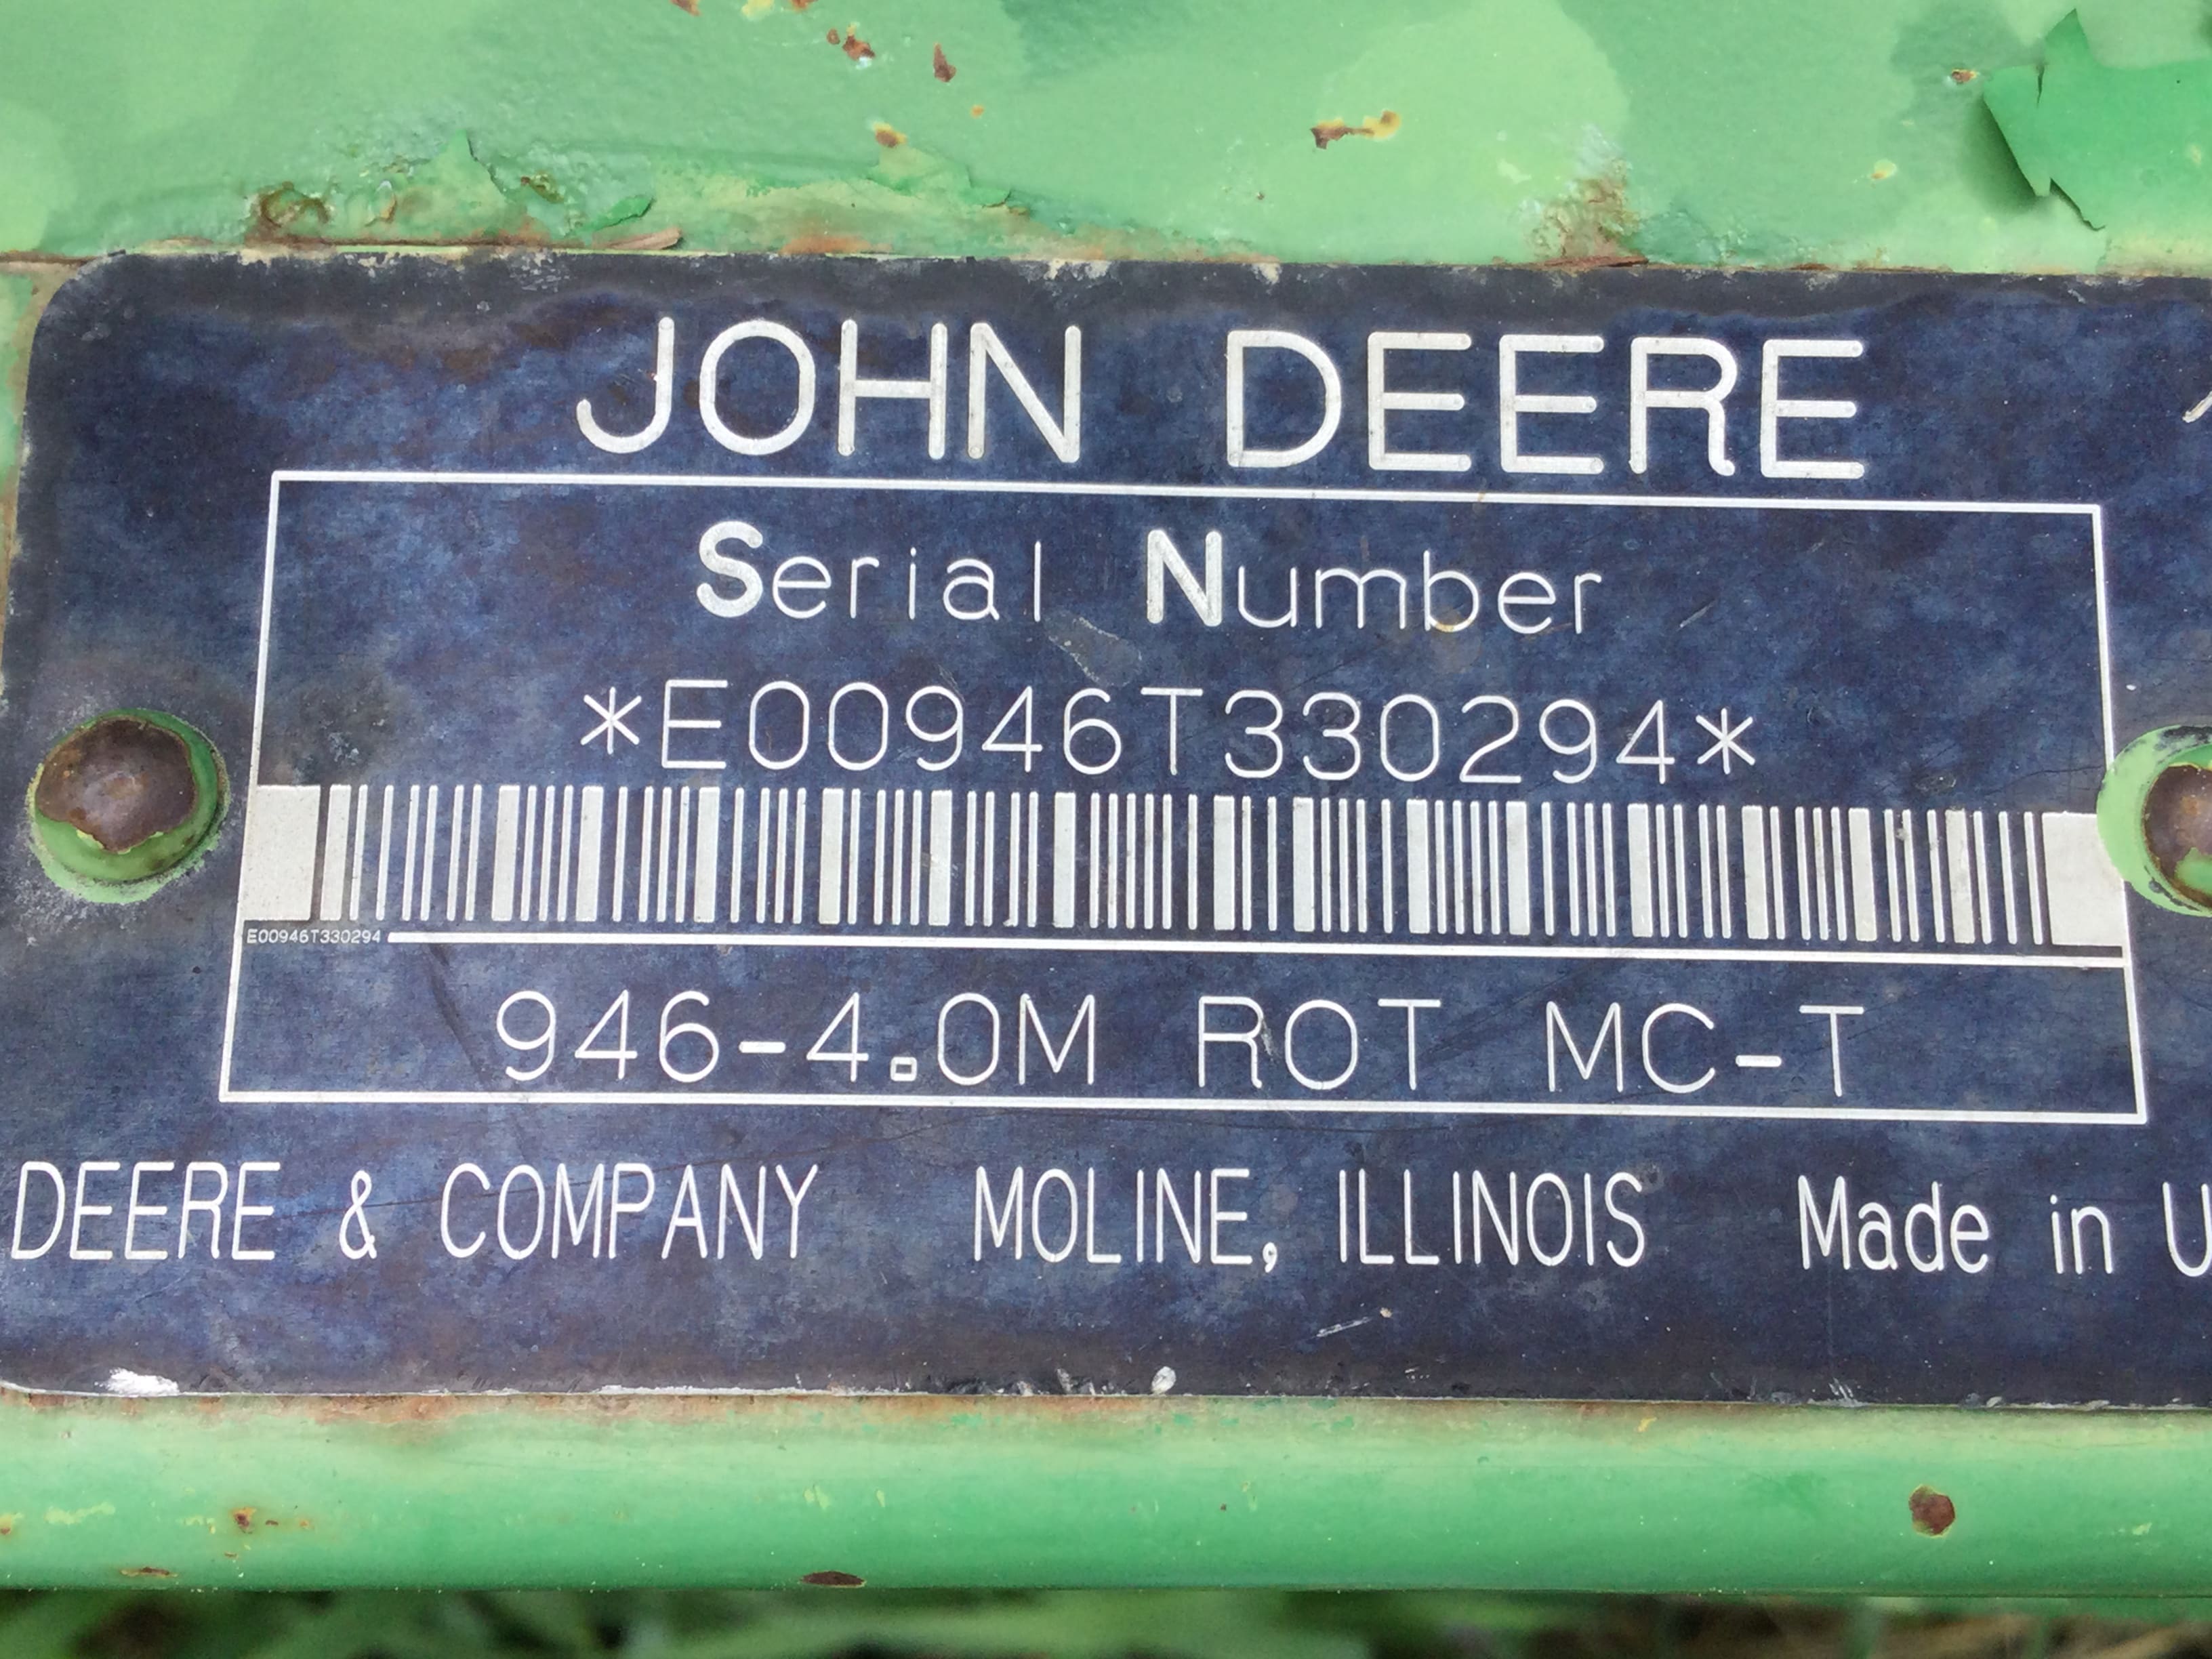 JOHN DEERE
Serial Number
*E00946T330294*
E00946T330294
946-4.0M ROT MC-T
DEERE & COMPANY MOLINE, ILLINOIS Made in U